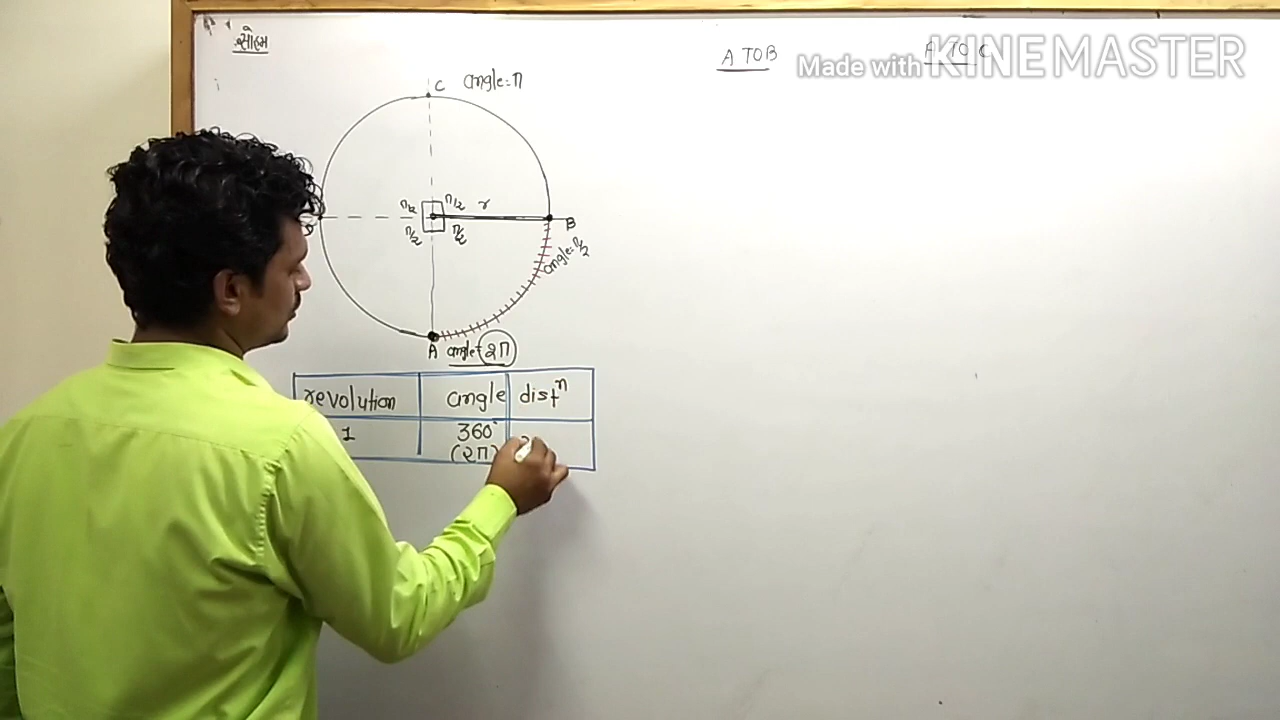 सोहम
A TO B
A TO C
Made with KINEMASTER
C angle=π
π/2 π/2 r
π/2 π/2
B
angle=π/2
A angle=2π
revolution angle distⁿ
1 360°
(2π)